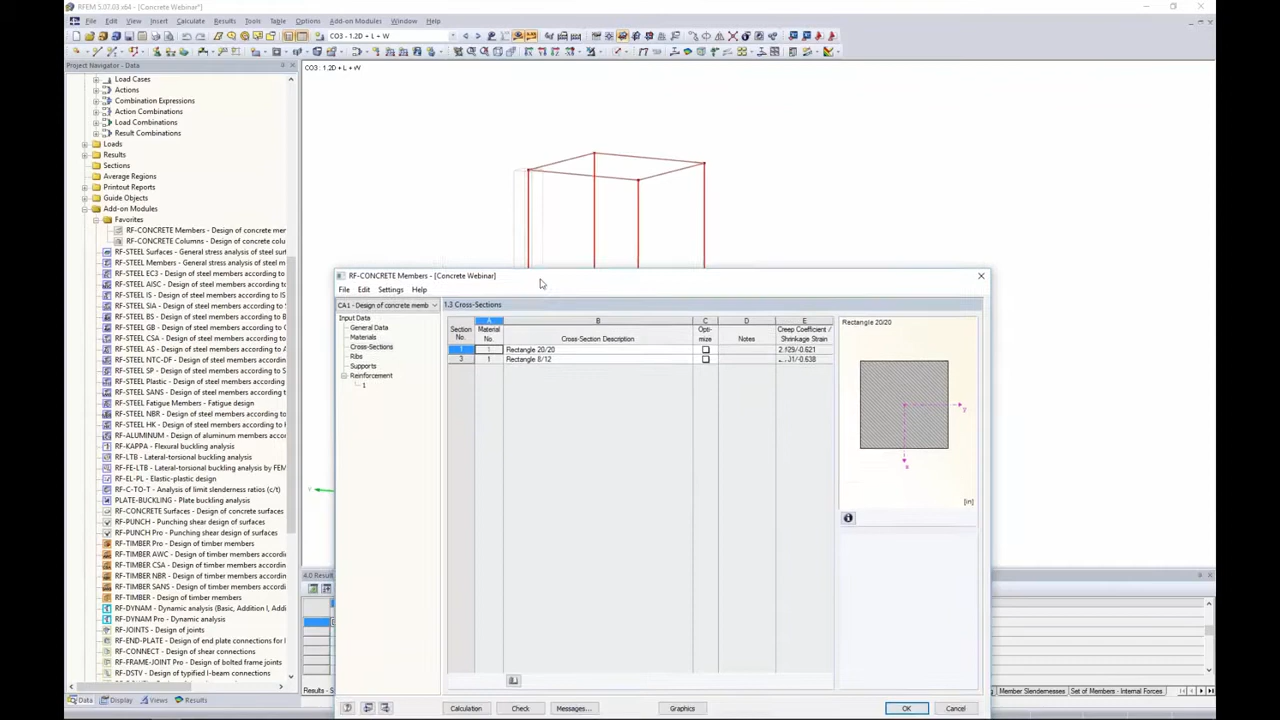 RFEM 5.07.03 x64 - [Concrete Webinar*]
File Edit View Insert Calculate Results Tools Table Options Add-on Modules Window Help
CO3 - 1.2D + L + W
Project Navigator - Data
CO3 : 1.2D + L + W
Load Cases
Actions
Combination Expressions
Action Combinations
Load Combinations
Result Combinations
Loads
Results
Sections
Average Regions
Printout Reports
Guide Objects
Add-on Modules
Favorites
RF-CONCRETE Members - Design of concrete mer
RF-CONCRETE Columns - Design of concrete colu
RF-STEEL Surfaces - General stress analysis of steel surf
RF-STEEL Members - General stress analysis of steel m
RF-STEEL EC3 - Design of steel members according to
RF-STEEL AISC - Design of steel members according t
RF-STEEL IS - Design of steel members according to
RF-STEEL SIA - Design of steel members according to
RF-STEEL BS - Design of steel members according to
RF-STEEL GB - Design of steel members according to
RF-STEEL CSA - Design of steel members according t
RF-STEEL AS - Design of steel members according to
RF-STEEL NTC-DF - Design of steel members accordi
RF-STEEL SP - Design of steel members according to
RF-STEEL Plastic - Design of steel members according
RF-STEEL SANS - Design of steel members according
RF-STEEL Fatigue Members - Fatigue design
RF-STEEL NBR - Design of steel members according t
RF-STEEL HK - Design of steel members according to
RF-ALUMINUM - Design of aluminum members accor
RF-KAPPA - Flexural buckling analysis
RF-LTB - Lateral-torsional buckling analysis
RF-FE-LTB - Lateral-torsional buckling analysis by FEM
RF-EL-PL - Elastic-plastic design
RF-C-TO-T - Analysis of limit slenderness ratios (c/t)
PLATE-BUCKLING - Plate buckling analysis
RF-CONCRETE Surfaces - Design of concrete surfaces
RF-PUNCH - Punching shear design of surfaces
RF-PUNCH Pro - Punching shear design of surfaces
RF-TIMBER Pro - Design of timber members
RF-TIMBER AWC - Design of timber members accordi
RF-TIMBER CSA - Design of timber members accordin
RF-TIMBER NBR - Design of timber members accordin
RF-TIMBER SANS - Design of timber members accordi
RF-TIMBER - Design of timber members
RF-DYNAM - Dynamic analysis (Basic, Addition I, Addi
RF-DYNAM Pro - Dynamic analysis
RF-JOINTS - Design of joints
RF-END-PLATE - Design of end plate connections for
RF-CONNECT - Design of shear connections
RF-FRAME-JOINT Pro - Design of bolted frame joints
RF-DSTV - Design of typified I-beam connections
Data Display Views Results
RF-CONCRETE Members - [Concrete Webinar]
File Edit Settings Help
CA1 - Design of concrete memb
1.3 Cross-Sections
Input Data
General Data
Materials
Cross-Sections
Ribs
Supports
Reinforcement
1
A B C D E
Section No. Material No. Cross-Section Description Opti-mize Notes Creep Coefficient / Shrinkage Strain
1 1 Rectangle 20/20
3 1 Rectangle 8/12
Rectangle 20/20
y
z
[in]
Calculation Check Messages... Graphics OK Cancel
Y
4.0 Result
Results -
Member Slendernesses Set of Members - Internal Forces